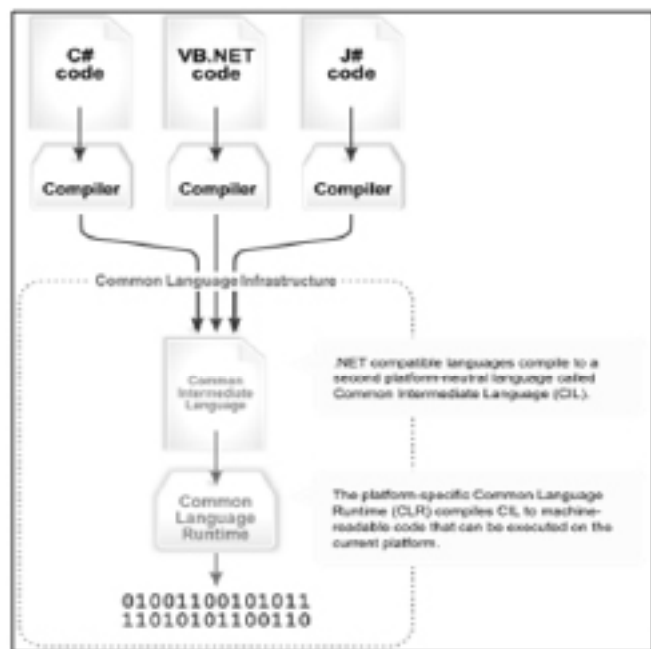 C#
code
VB.NET
code
J#
code
Compiler
Compiler
Compiler
Common Language Infrastructure
Common
Intermediate
Language
.NET compatible languages compile to a
second platform-neutral language called
Common Intermediate Language (CIL).
Common
Language
Runtime
The platform-specific Common Language
Runtime (CLR) compiles CIL to machine-
readable code that can be executed on the
current platform.
01001100101011
11010101100110